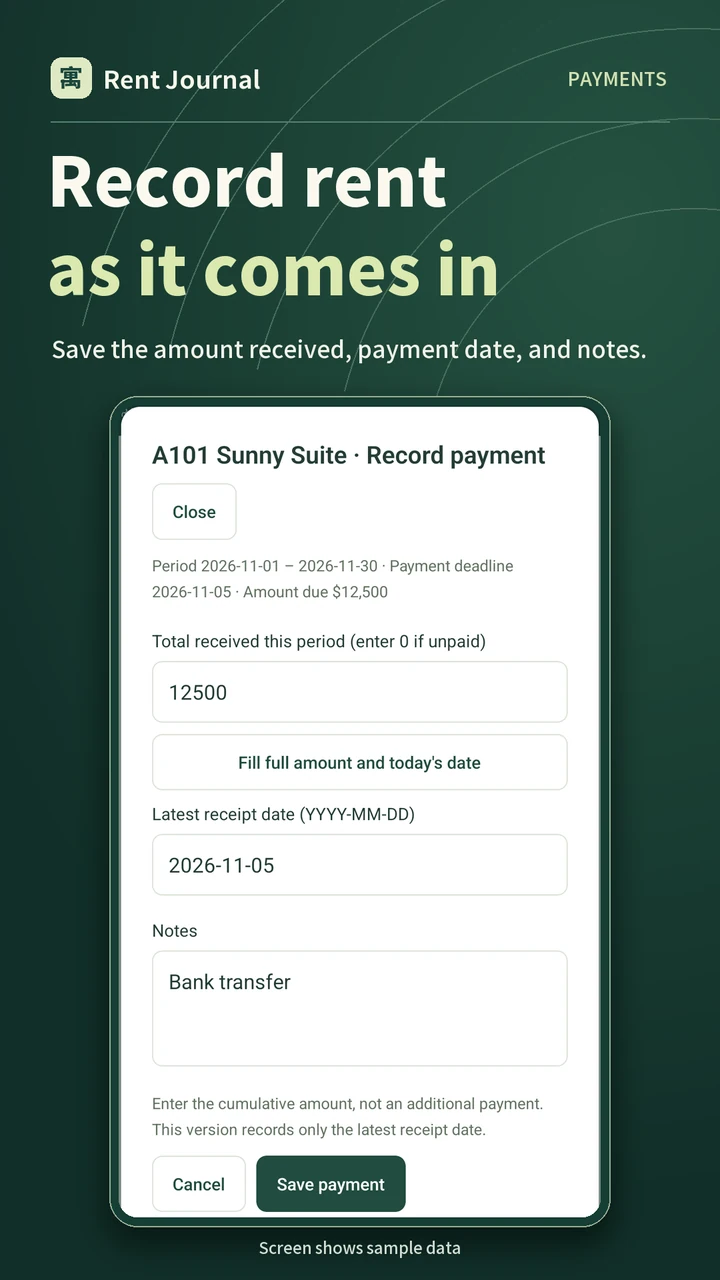 寓 Rent Journal
PAYMENTS
Record rent
as it comes in
Save the amount received, payment date, and notes.
A101 Sunny Suite · Record payment
Close
Period 2026-11-01 – 2026-11-30 · Payment deadline
2026-11-05 · Amount due $12,500
Total received this period (enter 0 if unpaid)
12500
Fill full amount and today's date
Latest receipt date (YYYY-MM-DD)
2026-11-05
Notes
Bank transfer
Enter the cumulative amount, not an additional payment.
This version records only the latest receipt date.
Cancel
Save payment
Screen shows sample data